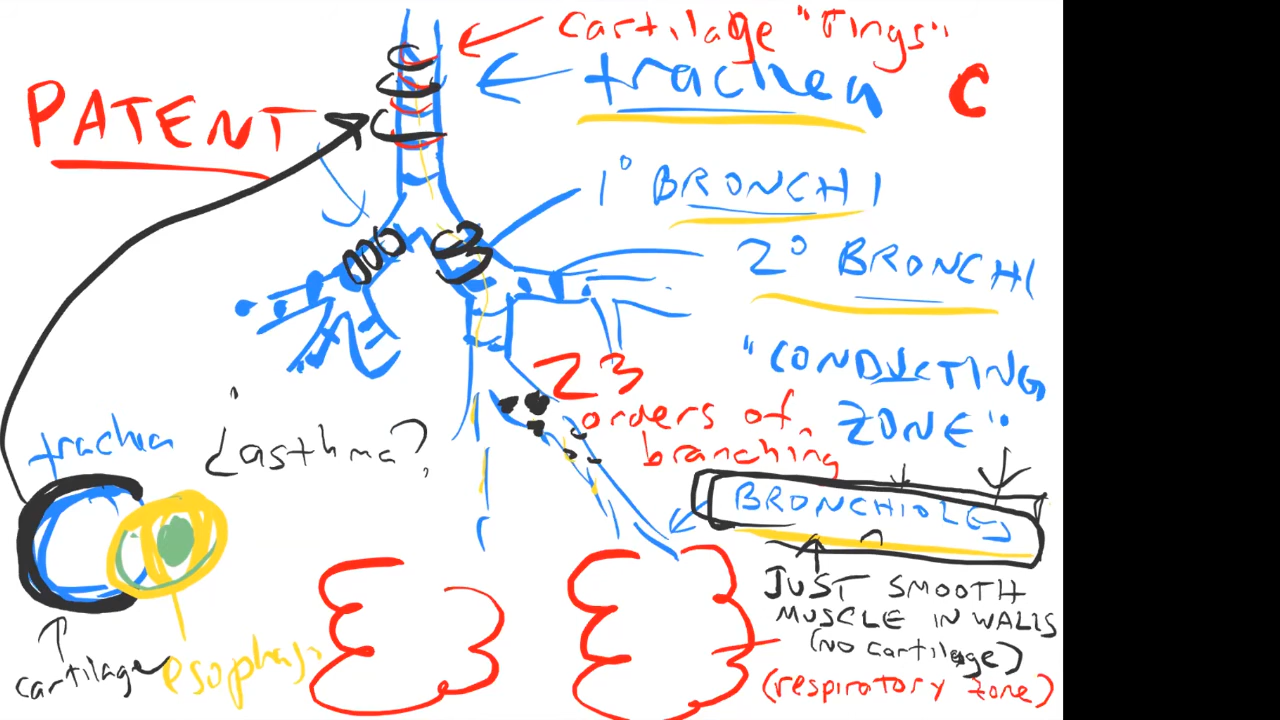 cartilage "rings"
trachea C
PATENT
1° BRONCHI
2° BRONCHI
"CONDUCTING
ZONE"
23
orders of
branching
trachea
¿asthma?
BRONCHIOLES
JUST SMOOTH
MUSCLE IN WALLS
(NO cartilage)
(respiratory zone)
cartilage
esophagus